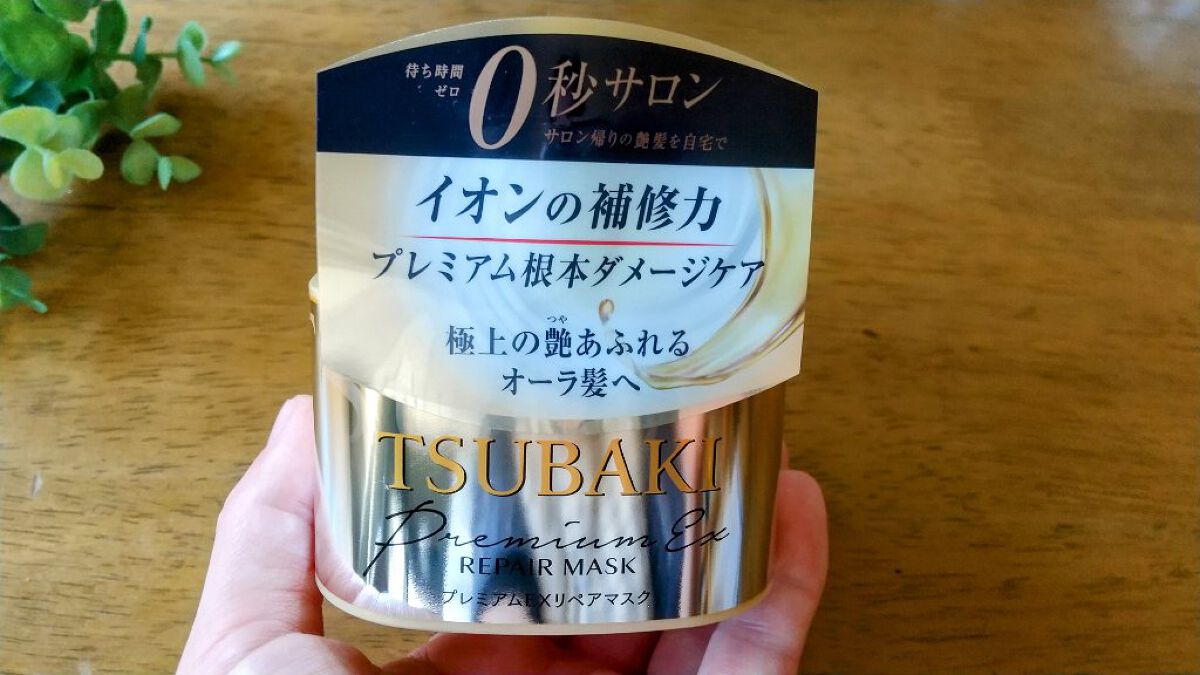 待ち時間
ゼロ
0秒サロン
サロン帰りの艶髪を自宅で
イオンの補修力
プレミアム根本ダメージケア
つや
極上の艶あふれる
オーラ髪へ
TSUBAKI
Premium Ex
REPAIR MASK
プレミアムEXリペアマスク